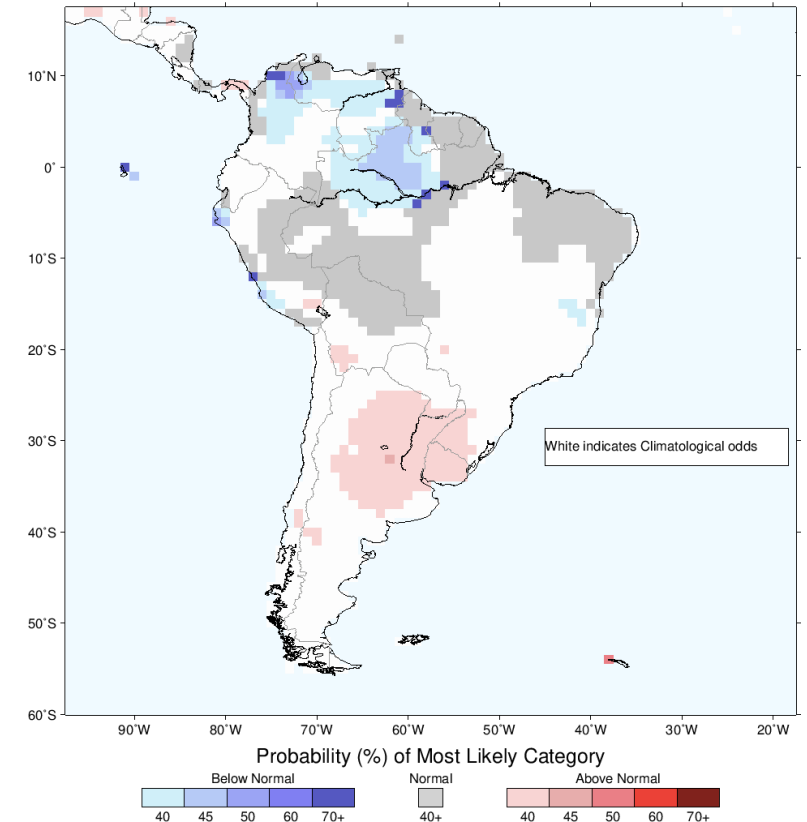 10˚N
0˚
10˚S
20˚S
30˚S
White indicates Climatological odds
40˚S
50˚S
60˚S
90˚W 80˚W 70˚W 60˚W 50˚W 40˚W 30˚W 20˚W
Probability (%) of Most Likely Category
Below Normal Normal Above Normal
40 45 50 60 70+ 40+ 40 45 50 60 70+